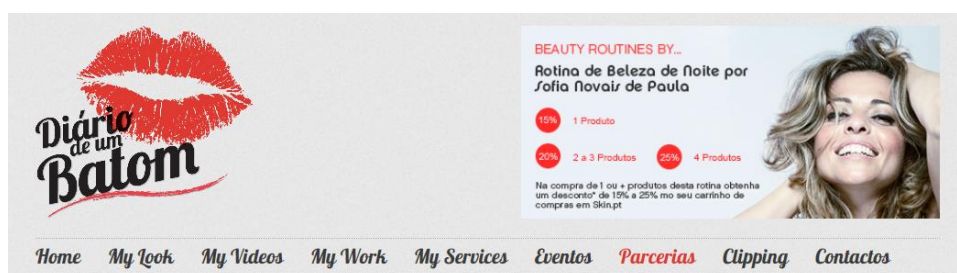 Diário
de um
Batom
BEAUTY ROUTINES BY...
Rotina de Beleza de Noite por
Sofia Novais de Paula
15% 1 Produto
20% 2 a 3 Produtos 25% 4 Produtos
Na compra de 1 ou + produtos desta rotina obtenha
um desconto* de 15% a 25% mo seu carrinho de
compras em Skin.pt
Home My Look My Videos My Work My Services Eventos Parcerias Clipping Contactos